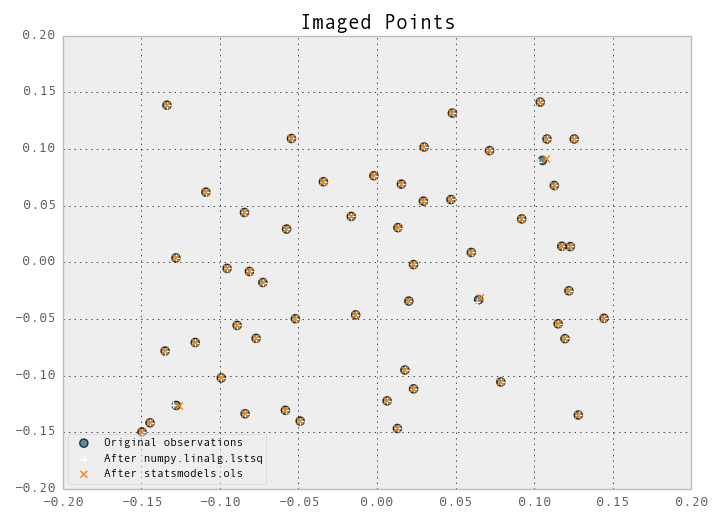 Imaged Points
0.20
0.15
0.10
0.05
0.00
−0.05
−0.10
−0.15
−0.20
Original observations
After numpy.linalg.lstsq
After statsmodels.ols
−0.20 −0.15 −0.10 −0.05 0.00 0.05 0.10 0.15 0.20